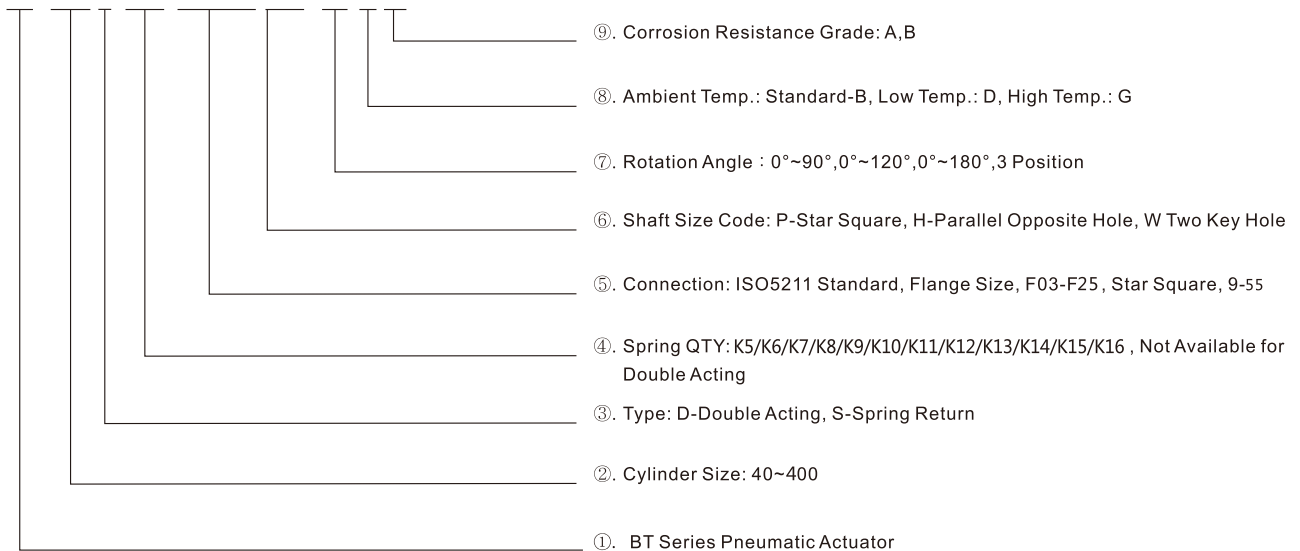 ⑨. Corrosion Resistance Grade: A,B
⑧. Ambient Temp.: Standard-B, Low Temp.: D, High Temp.: G
⑦. Rotation Angle：0°~90°,0°~120°,0°~180°,3 Position
⑥. Shaft Size Code: P-Star Square, H-Parallel Opposite Hole, W Two Key Hole
⑤. Connection: ISO5211 Standard, Flange Size, F03-F25, Star Square, 9-55
④. Spring QTY: K5/K6/K7/K8/K9/K10/K11/K12/K13/K14/K15/K16 , Not Available for
Double Acting
③. Type: D-Double Acting, S-Spring Return
②. Cylinder Size: 40~400
①. BT Series Pneumatic Actuator